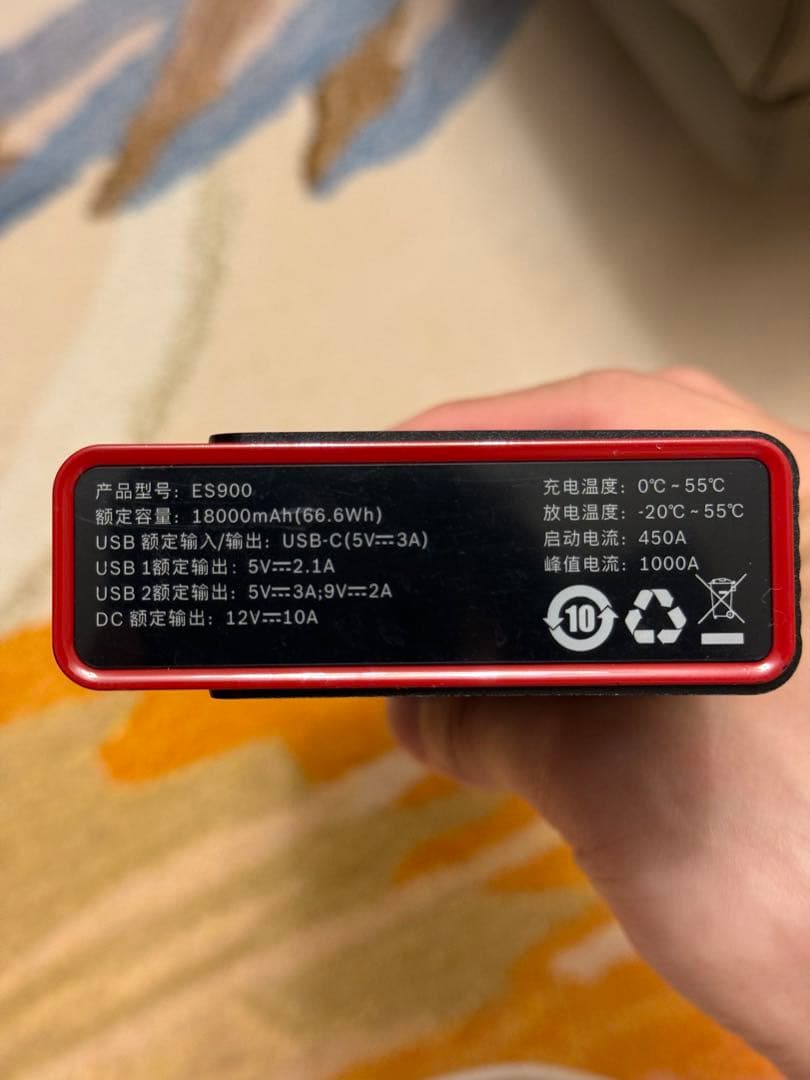 产品型号：ES900
额定容量：18000mAh(66.6Wh)
USB 额定输入/输出：USB-C(5V⎓3A)
USB 1额定输出：5V⎓2.1A
USB 2额定输出：5V⎓3A;9V⎓2A
DC 额定输出：12V⎓10A
充电温度：0℃～55℃
放电温度：-20℃～55℃
启动电流：450A
峰值电流：1000A
10